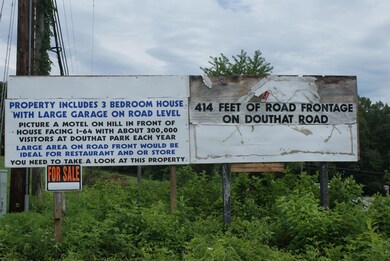 PROPERTY INCLUDES 3 BEDROOM HOUSE
WITH LARGE GARAGE ON ROAD LEVEL
PICTURE A MOTEL ON HILL IN FRONT OF
HOUSE FACING I-64 WITH ABOUT 300,000
VISITORS AT DOUTHAT PARK EACH YEAR
LARGE AREA ON ROAD FRONT WOULD BE
IDEAL FOR RESTAURANT AND OR STORE
YOU NEED TO TAKE A LOOK AT THIS PROPERTY
414 FEET OF ROAD FRONTAGE
ON DOUTHAT ROAD
FOR SALE